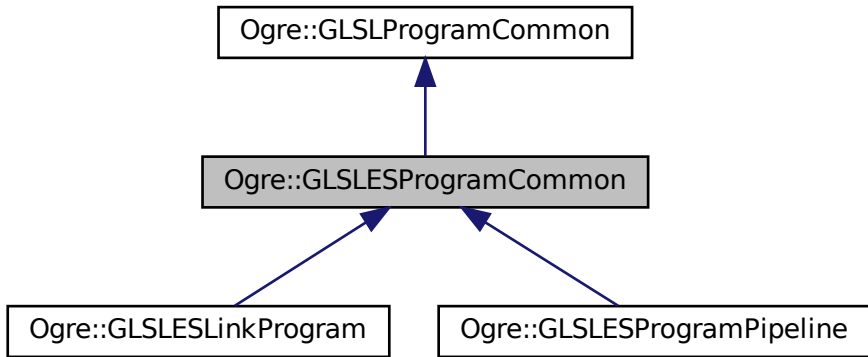 Ogre::GLSLProgramCommon
Ogre::GLSLESProgramCommon
Ogre::GLSLESLinkProgram
Ogre::GLSLESProgramPipeline